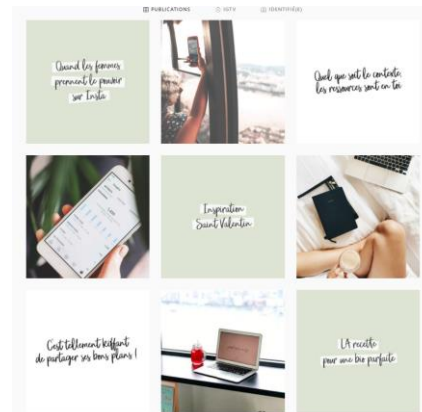 PUBLICATIONS IGTV IDENTIFIÉ(E)
Quand les femmes
prennent le pouvoir
sur Insta
Quel que soit le contexte,
les ressources sont en toi
Inspiration
Saint Valentin
C'est tellement kiffant
de partager ses bons plans !
LA recette
pour une bio parfaite